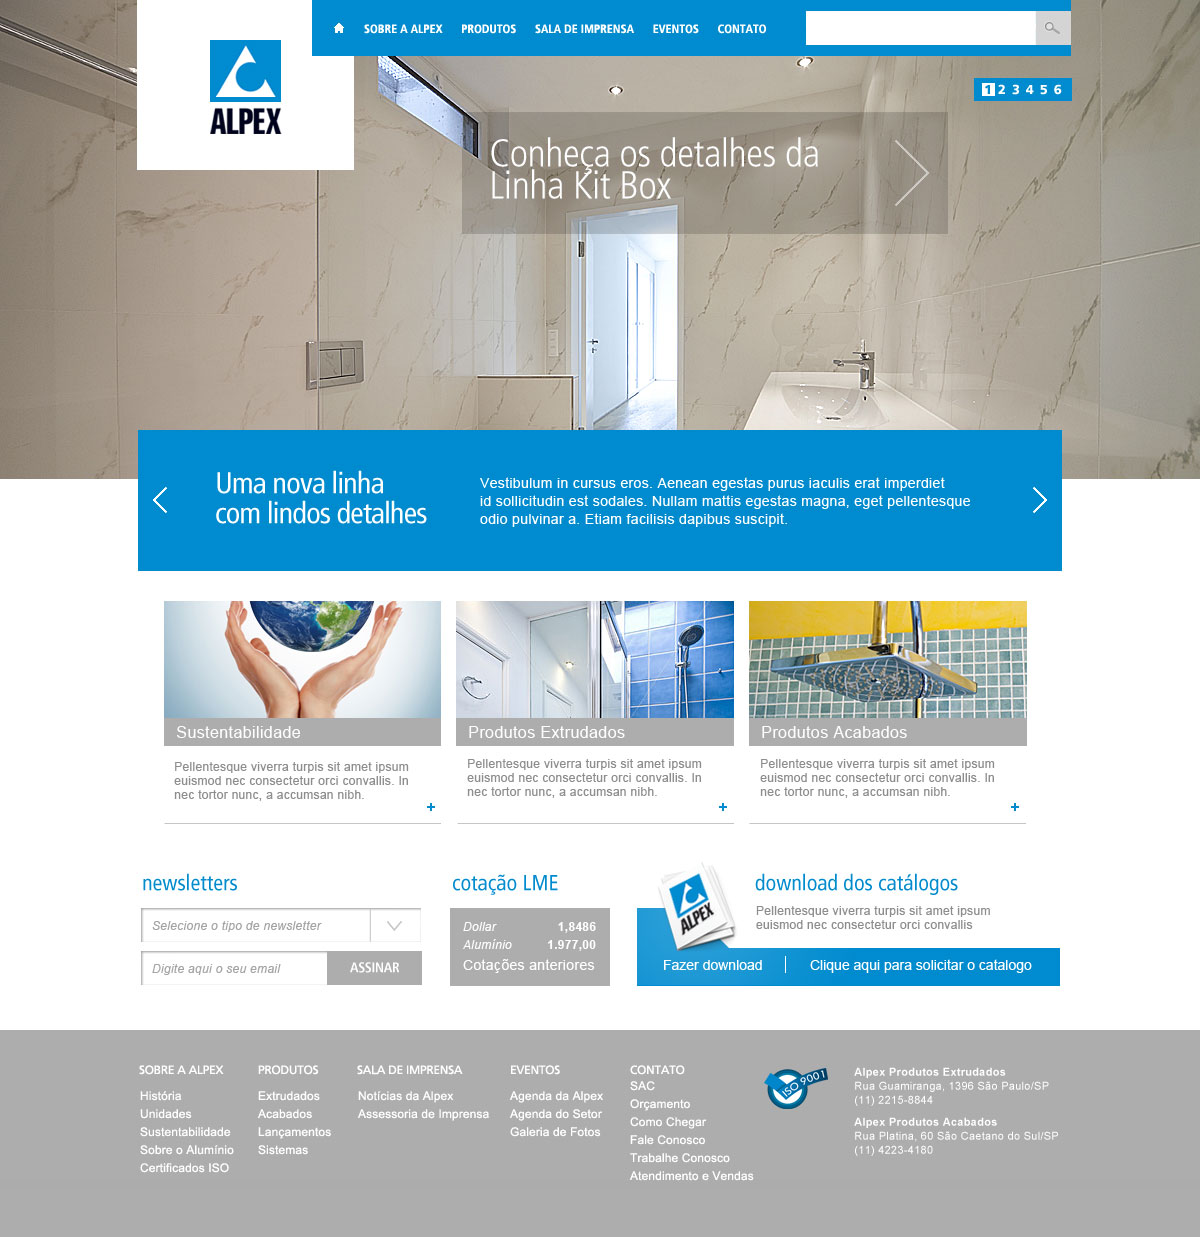 SOBRE A ALPEX PRODUTOS SALA DE IMPRENSA EVENTOS CONTATO
ALPEX
1 2 3 4 5 6
Conheça os detalhes da
Linha Kit Box
Uma nova linha
com lindos detalhes
Vestibulum in cursus eros. Aenean egestas purus iaculis erat imperdiet
id sollicitudin est sodales. Nullam mattis egestas magna, eget pellentesque
odio pulvinar a. Etiam facilisis dapibus suscipit.
Sustentabilidade
Pellentesque viverra turpis sit amet ipsum
euismod nec consectetur orci convallis. In
nec tortor nunc, a accumsan nibh.
+
Produtos Extrudados
Pellentesque viverra turpis sit amet ipsum
euismod nec consectetur orci convallis. In
nec tortor nunc, a accumsan nibh.
+
Produtos Acabados
Pellentesque viverra turpis sit amet ipsum
euismod nec consectetur orci convallis. In
nec tortor nunc, a accumsan nibh.
+
newsletters
Selecione o tipo de newsletter
Digite aqui o seu email
ASSINAR
cotação LME
Dollar 1,8486
Alumínio 1.977,00
Cotações anteriores
ALPEX
download dos catálogos
Pellentesque viverra turpis sit amet ipsum
euismod nec consectetur orci convallis
Fazer download
Clique aqui para solicitar o catalogo
SOBRE A ALPEX
História
Unidades
Sustentabilidade
Sobre o Alumínio
Certificados ISO
PRODUTOS
Extrudados
Acabados
Lançamentos
Sistemas
SALA DE IMPRENSA
Notícias da Alpex
Assessoria de Imprensa
EVENTOS
Agenda da Alpex
Agenda do Setor
Galeria de Fotos
CONTATO
SAC
Orçamento
Como Chegar
Fale Conosco
Trabalhe Conosco
Atendimento e Vendas
ISO 9001
Alpex Produtos Extrudados
Rua Guamiranga, 1396 São Paulo/SP
(11) 2215-8844
Alpex Produtos Acabados
Rua Platina, 60 São Caetano do Sul/SP
(11) 4223-4180